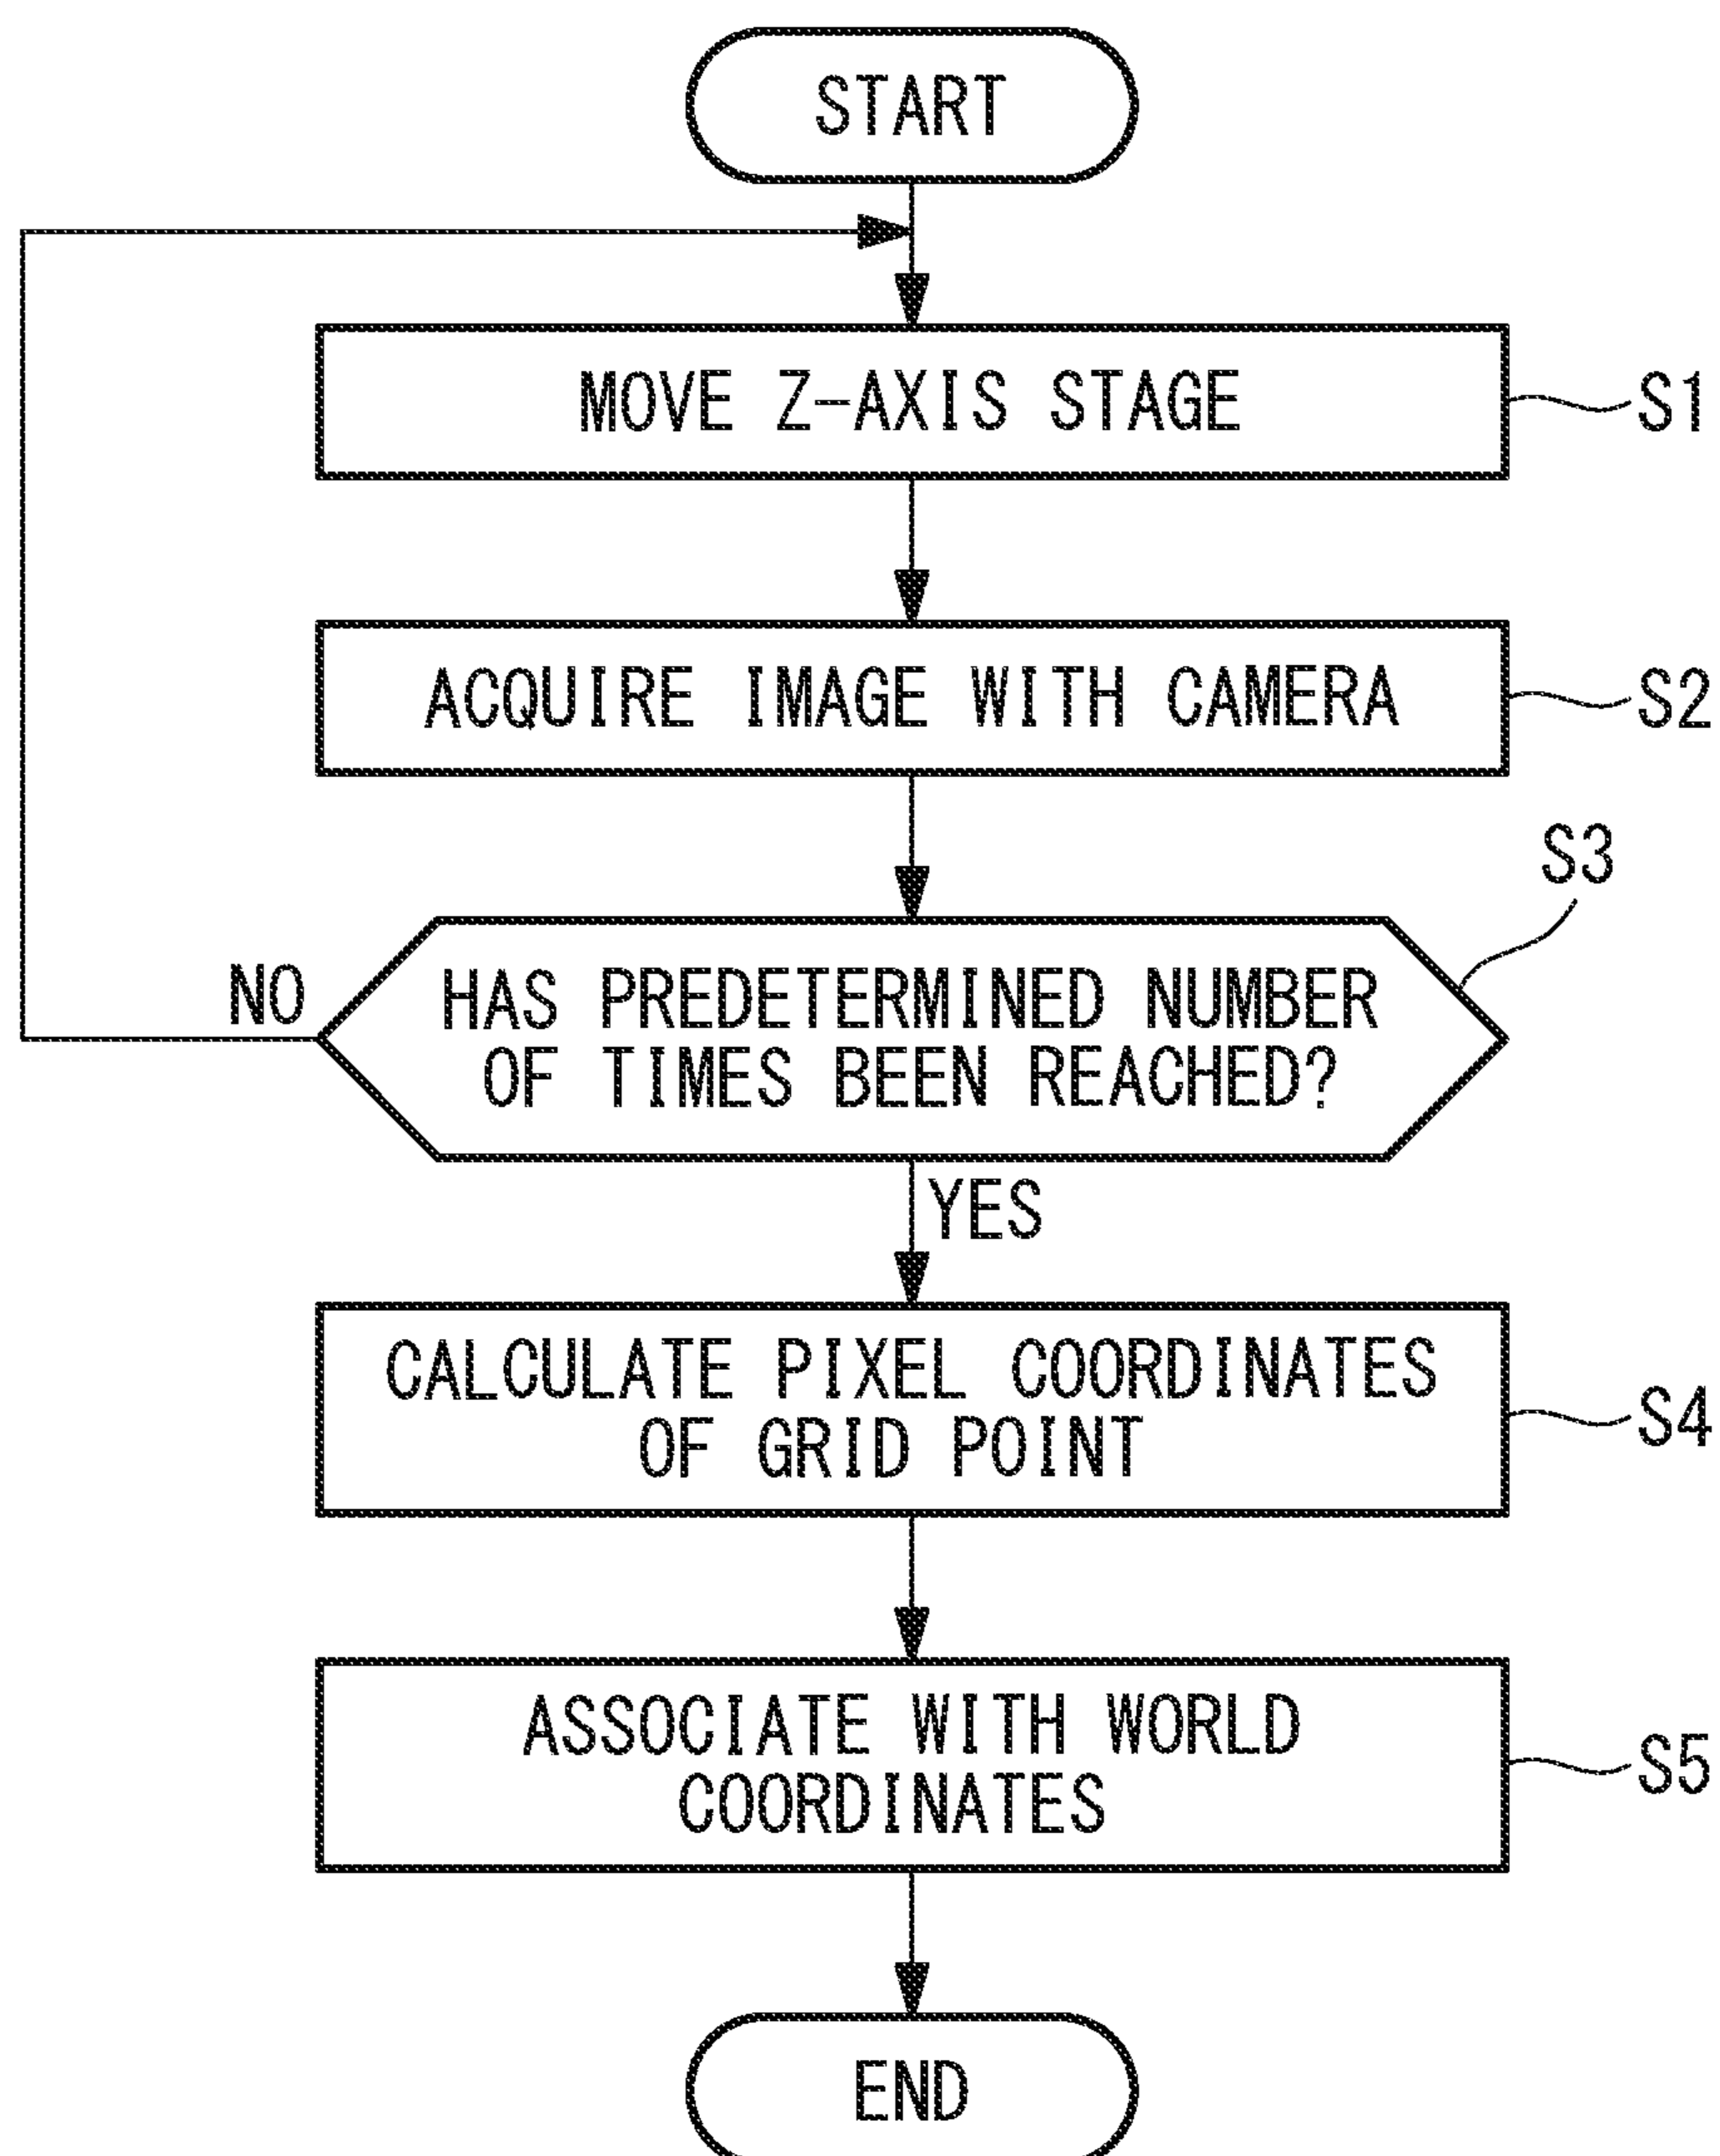 START
MOVE Z-AXIS STAGE
S1
ACQUIRE IMAGE WITH CAMERA
S2
S3
NO
HAS PREDETERMINED NUMBER
OF TIMES BEEN REACHED?
YES
CALCULATE PIXEL COORDINATES
OF GRID POINT
S4
ASSOCIATE WITH WORLD
COORDINATES
S5
END